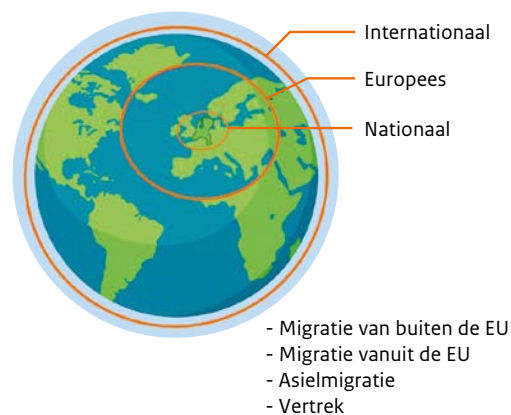 Internationaal
Europees
Nationaal
- Migratie van buiten de EU
- Migratie vanuit de EU
- Asielmigratie
- Vertrek